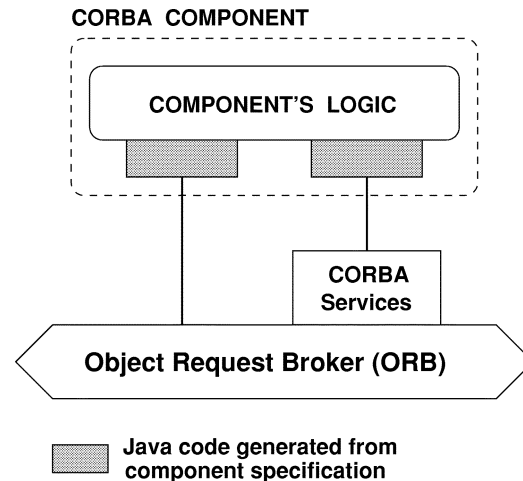 CORBA COMPONENT
COMPONENT'S LOGIC
CORBA
Services
Object Request Broker (ORB)
Java code generated from
component specification